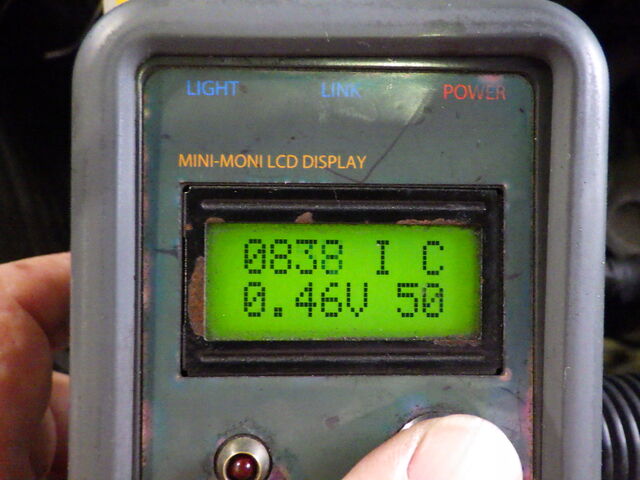 LIGHT LINK POWER
MINI-MONI LCD DISPLAY
0838 I C
0.46V 50